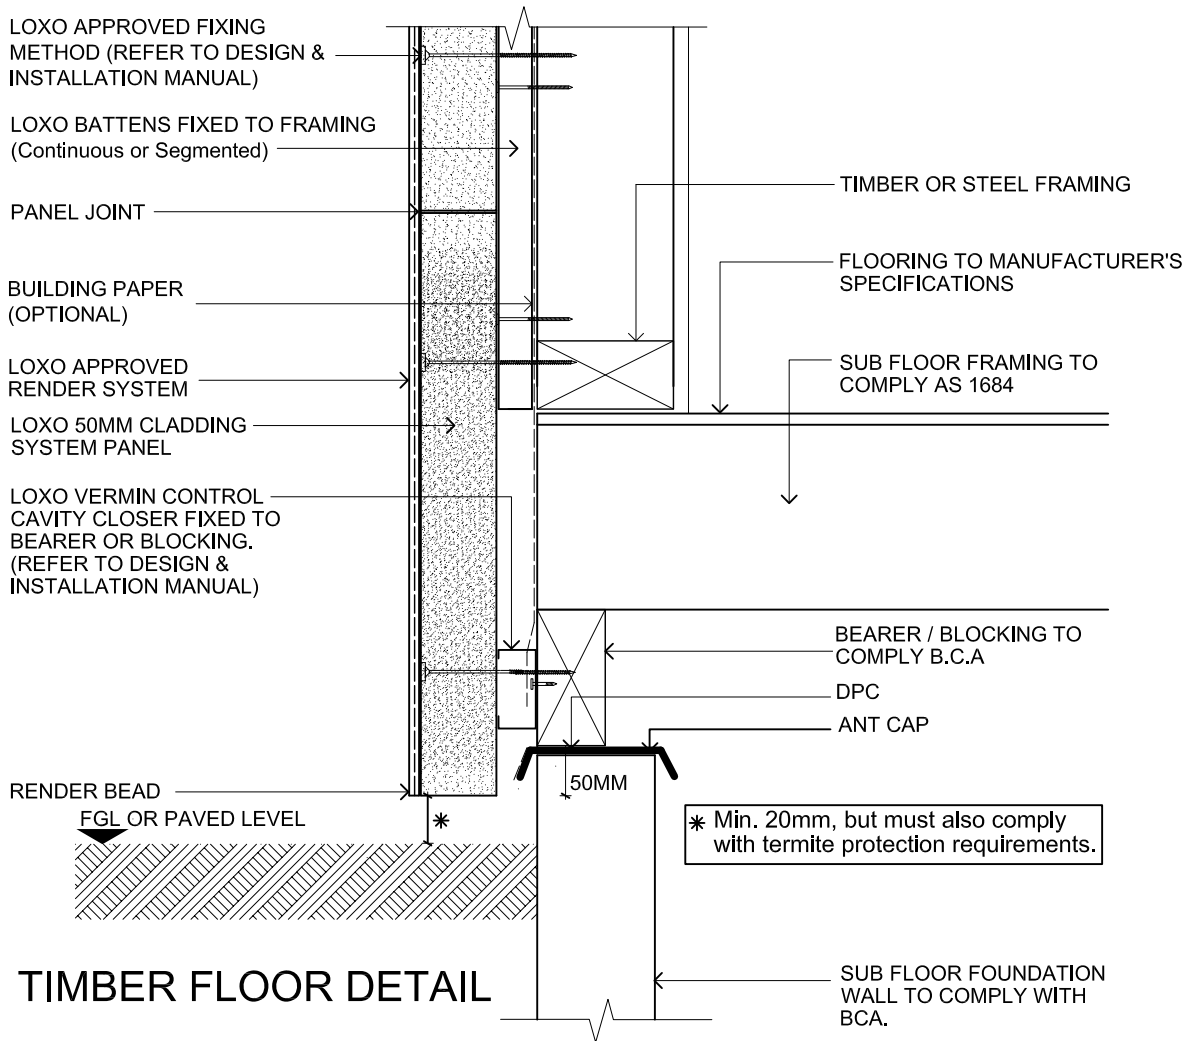 LOXO APPROVED FIXING
METHOD (REFER TO DESIGN &
INSTALLATION MANUAL)
LOXO BATTENS FIXED TO FRAMING
(Continuous or Segmented)
PANEL JOINT
BUILDING PAPER
(OPTIONAL)
LOXO APPROVED
RENDER SYSTEM
LOXO 50MM CLADDING
SYSTEM PANEL
LOXO VERMIN CONTROL
CAVITY CLOSER FIXED TO
BEARER OR BLOCKING.
(REFER TO DESIGN &
INSTALLATION MANUAL)
RENDER BEAD
FGL OR PAVED LEVEL
*
50MM
TIMBER OR STEEL FRAMING
FLOORING TO MANUFACTURER'S
SPECIFICATIONS
SUB FLOOR FRAMING TO
COMPLY AS 1684
BEARER / BLOCKING TO
COMPLY B.C.A
DPC
ANT CAP
* Min. 20mm, but must also comply
with termite protection requirements.
SUB FLOOR FOUNDATION
WALL TO COMPLY WITH
BCA.
TIMBER FLOOR DETAIL